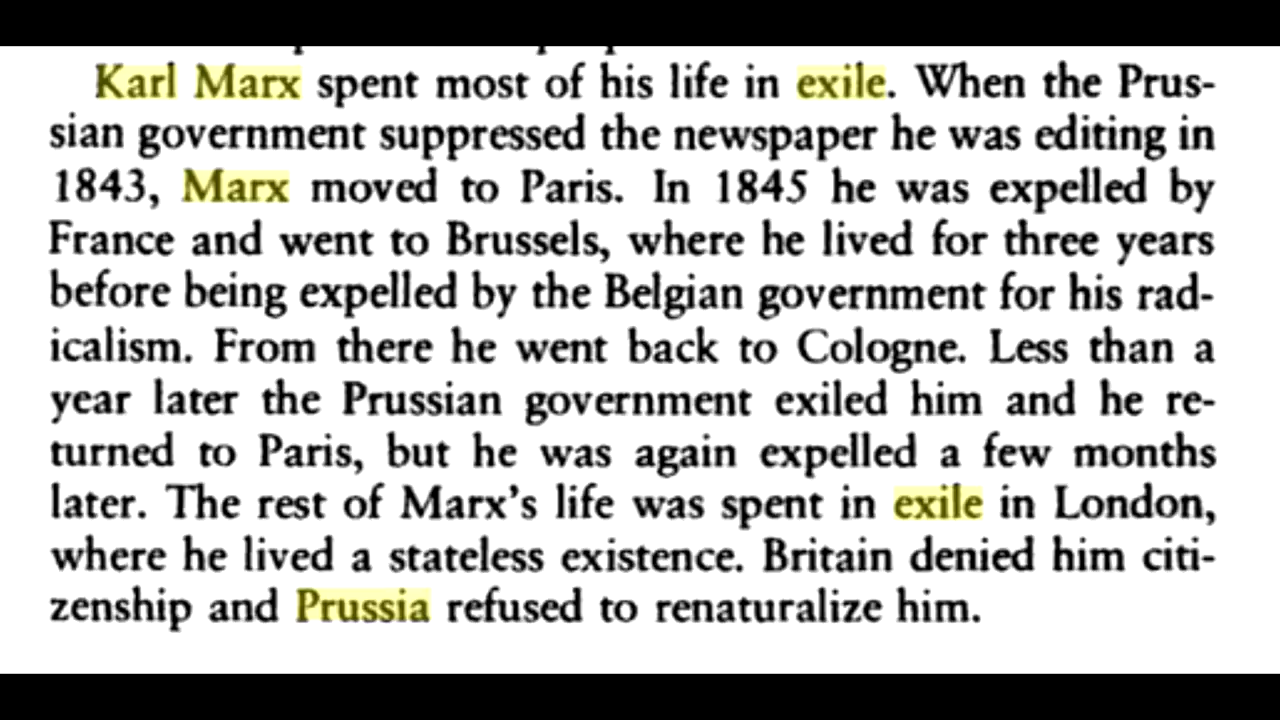 Karl Marx spent most of his life in exile. When the Prus-
sian government suppressed the newspaper he was editing in
1843, Marx moved to Paris. In 1845 he was expelled by
France and went to Brussels, where he lived for three years
before being expelled by the Belgian government for his rad-
icalism. From there he went back to Cologne. Less than a
year later the Prussian government exiled him and he re-
turned to Paris, but he was again expelled a few months
later. The rest of Marx's life was spent in exile in London,
where he lived a stateless existence. Britain denied him citi-
zenship and Prussia refused to renaturalize him.